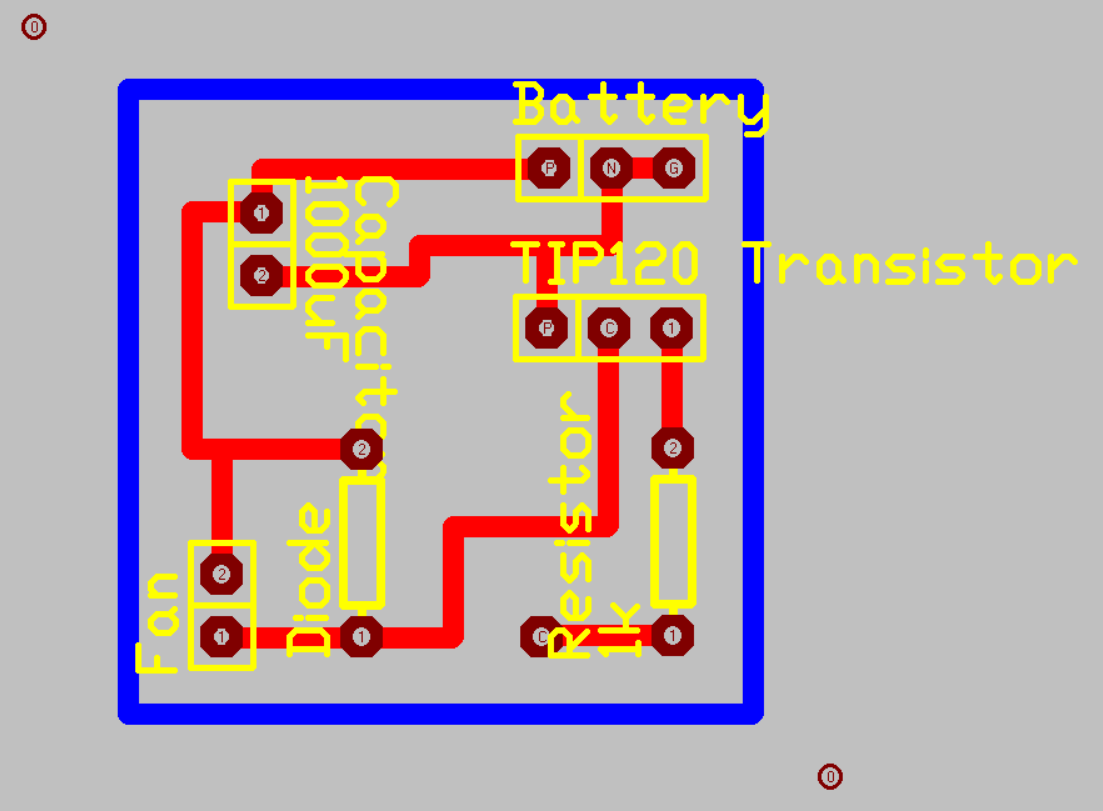 0
Battery
P N G
1
2
Capacitor
1000uF
TIP120 Transistor
P C 1
2
2
Resistor
1K
Diode
Fan
2
1
1
C
1
0